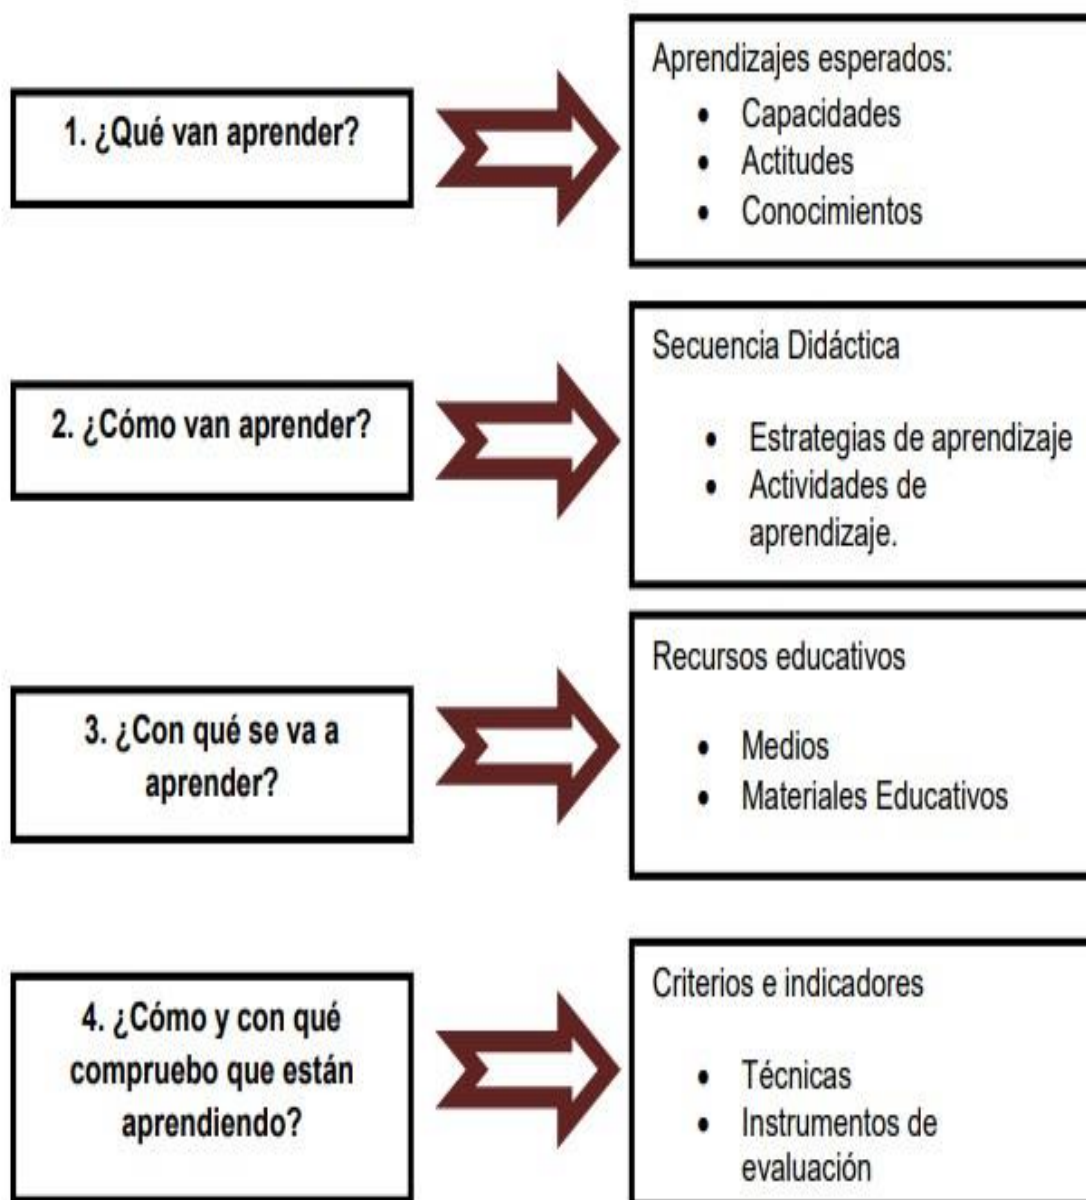 1. ¿Qué van aprender?
Aprendizajes esperados:
• Capacidades
• Actitudes
• Conocimientos
2. ¿Cómo van aprender?
Secuencia Didáctica
• Estrategias de aprendizaje
• Actividades de
aprendizaje.
3. ¿Con qué se va a
aprender?
Recursos educativos
• Medios
• Materiales Educativos
4. ¿Cómo y con qué
compruebo que están
aprendiendo?
Criterios e indicadores
• Técnicas
• Instrumentos de
evaluación